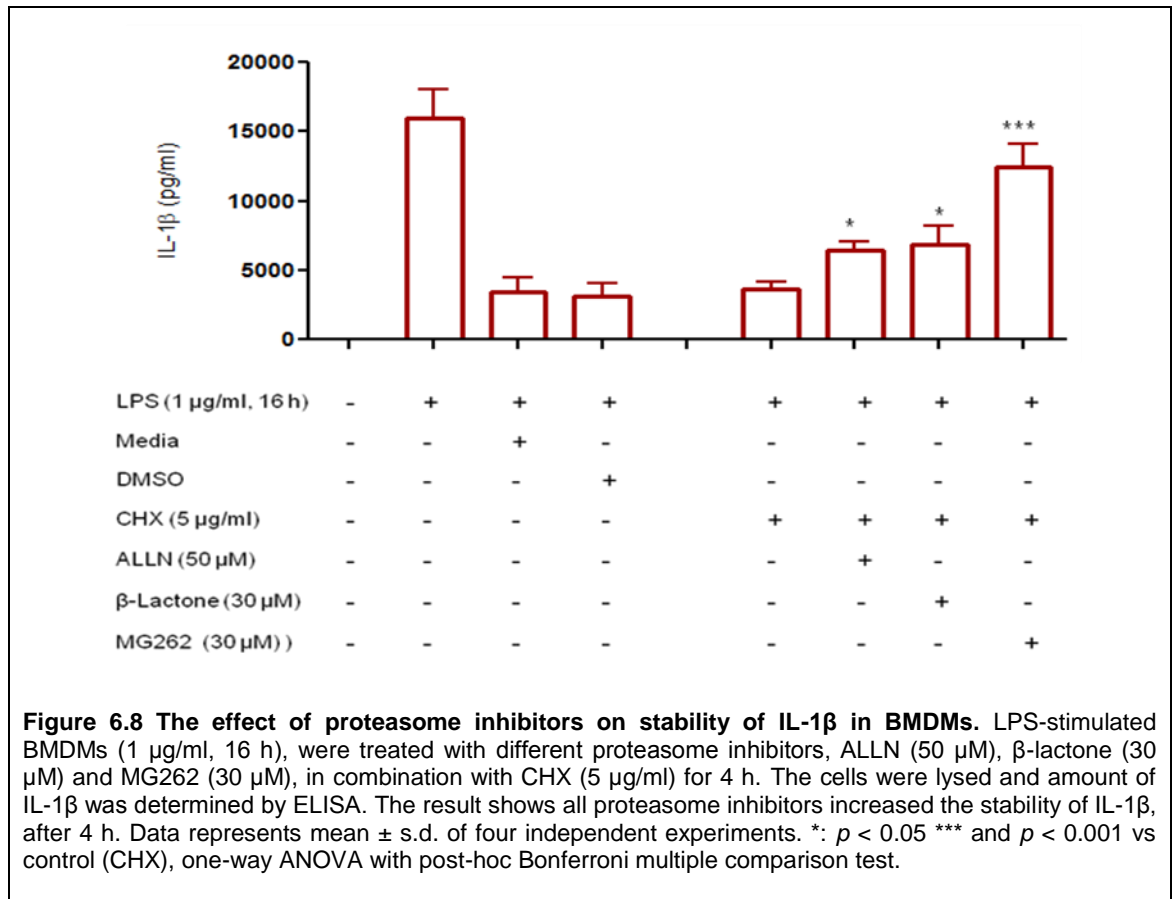 20000
15000
10000
5000
0
IL-1β (pg/ml)
* * ***
LPS (1 µg/ml, 16 h) - + + + + + + +
Media - - + - - - - -
DMSO - - - + - - - -
CHX (5 µg/ml) - - - - + + + +
ALLN (50 µM) - - - - - + - -
β-Lactone (30 µM) - - - - - - + -
MG262 (30 µM) ) - - - - - - - +
Figure 6.8 The effect of proteasome inhibitors on stability of IL-1β in BMDMs. LPS-stimulated
BMDMs (1 µg/ml, 16 h), were treated with different proteasome inhibitors, ALLN (50 µM), β-lactone (30
µM) and MG262 (30 µM), in combination with CHX (5 µg/ml) for 4 h. The cells were lysed and amount of
IL-1β was determined by ELISA. The result shows all proteasome inhibitors increased the stability of IL-1β,
after 4 h. Data represents mean ± s.d. of four independent experiments. *: p < 0.05 *** and p < 0.001 vs
control (CHX), one-way ANOVA with post-hoc Bonferroni multiple comparison test.